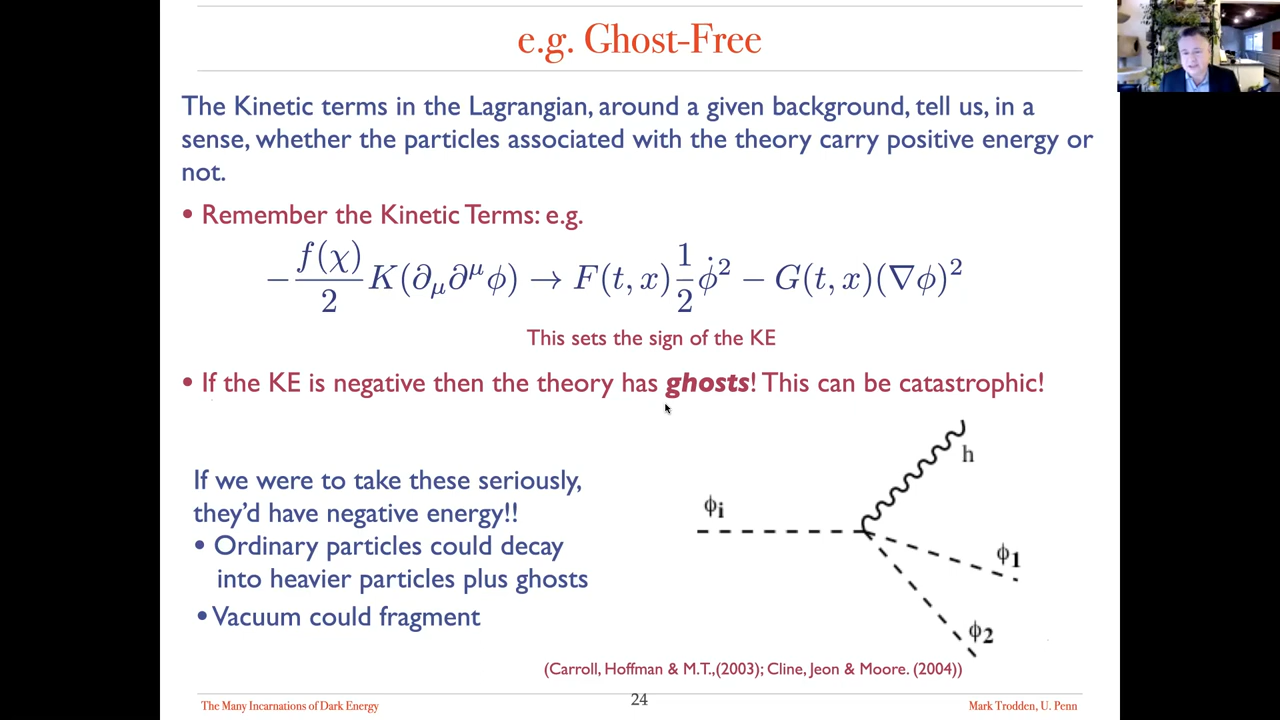 e.g. Ghost-Free
The Kinetic terms in the Lagrangian, around a given background, tell us, in a
sense, whether the particles associated with the theory carry positive energy or
not.
• Remember the Kinetic Terms: e.g.
−f(χ)/2 K(∂_μ∂^μφ) → F(t, x) 1/2 φ̇² − G(t, x)(∇φ)²
This sets the sign of the KE
• If the KE is negative then the theory has ghosts! This can be catastrophic!
If we were to take these seriously,
they’d have negative energy!!
• Ordinary particles could decay
into heavier particles plus ghosts
• Vacuum could fragment
h
ϕi
ϕ1
ϕ2
(Carroll, Hoffman & M.T.,(2003); Cline, Jeon & Moore. (2004))
The Many Incarnations of Dark Energy
24
Mark Trodden, U. Penn